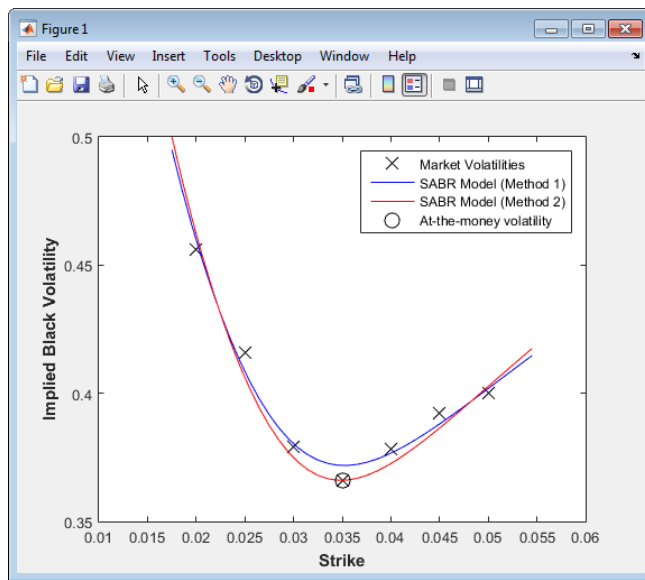 Figure 1
File Edit View Insert Tools Desktop Window Help
0.5
0.45
0.4
0.35
Implied Black Volatility
Market Volatilities
SABR Model (Method 1)
SABR Model (Method 2)
At-the-money volatility
0.01 0.015 0.02 0.025 0.03 0.035 0.04 0.045 0.05 0.055 0.06
Strike